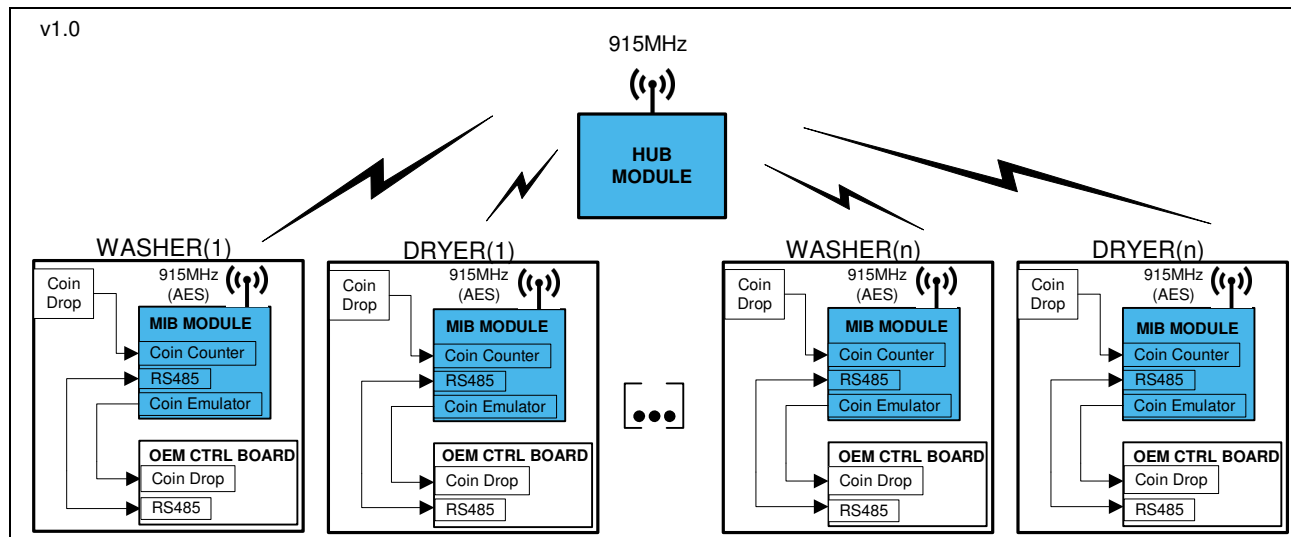 v1.0
915MHz
HUB
MODULE
WASHER(1)
Coin
Drop
915MHz
(AES)
MIB MODULE
Coin Counter
RS485
Coin Emulator
OEM CTRL BOARD
Coin Drop
RS485
DRYER(1)
Coin
Drop
915MHz
(AES)
MIB MODULE
Coin Counter
RS485
Coin Emulator
OEM CTRL BOARD
Coin Drop
RS485
WASHER(n)
Coin
Drop
915MHz
(AES)
MIB MODULE
Coin Counter
RS485
Coin Emulator
OEM CTRL BOARD
Coin Drop
RS485
DRYER(n)
Coin
Drop
915MHz
(AES)
MIB MODULE
Coin Counter
RS485
Coin Emulator
OEM CTRL BOARD
Coin Drop
RS485